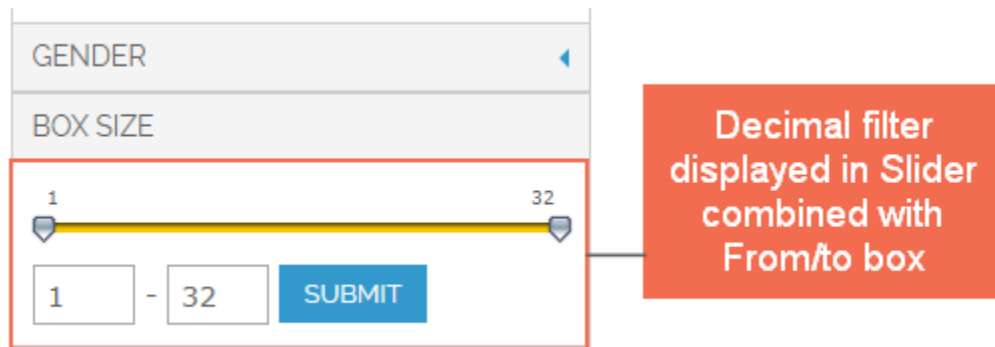 GENDER
BOX SIZE
1 32
1 - 32 SUBMIT
Decimal filter
displayed in Slider
combined with
From/to box